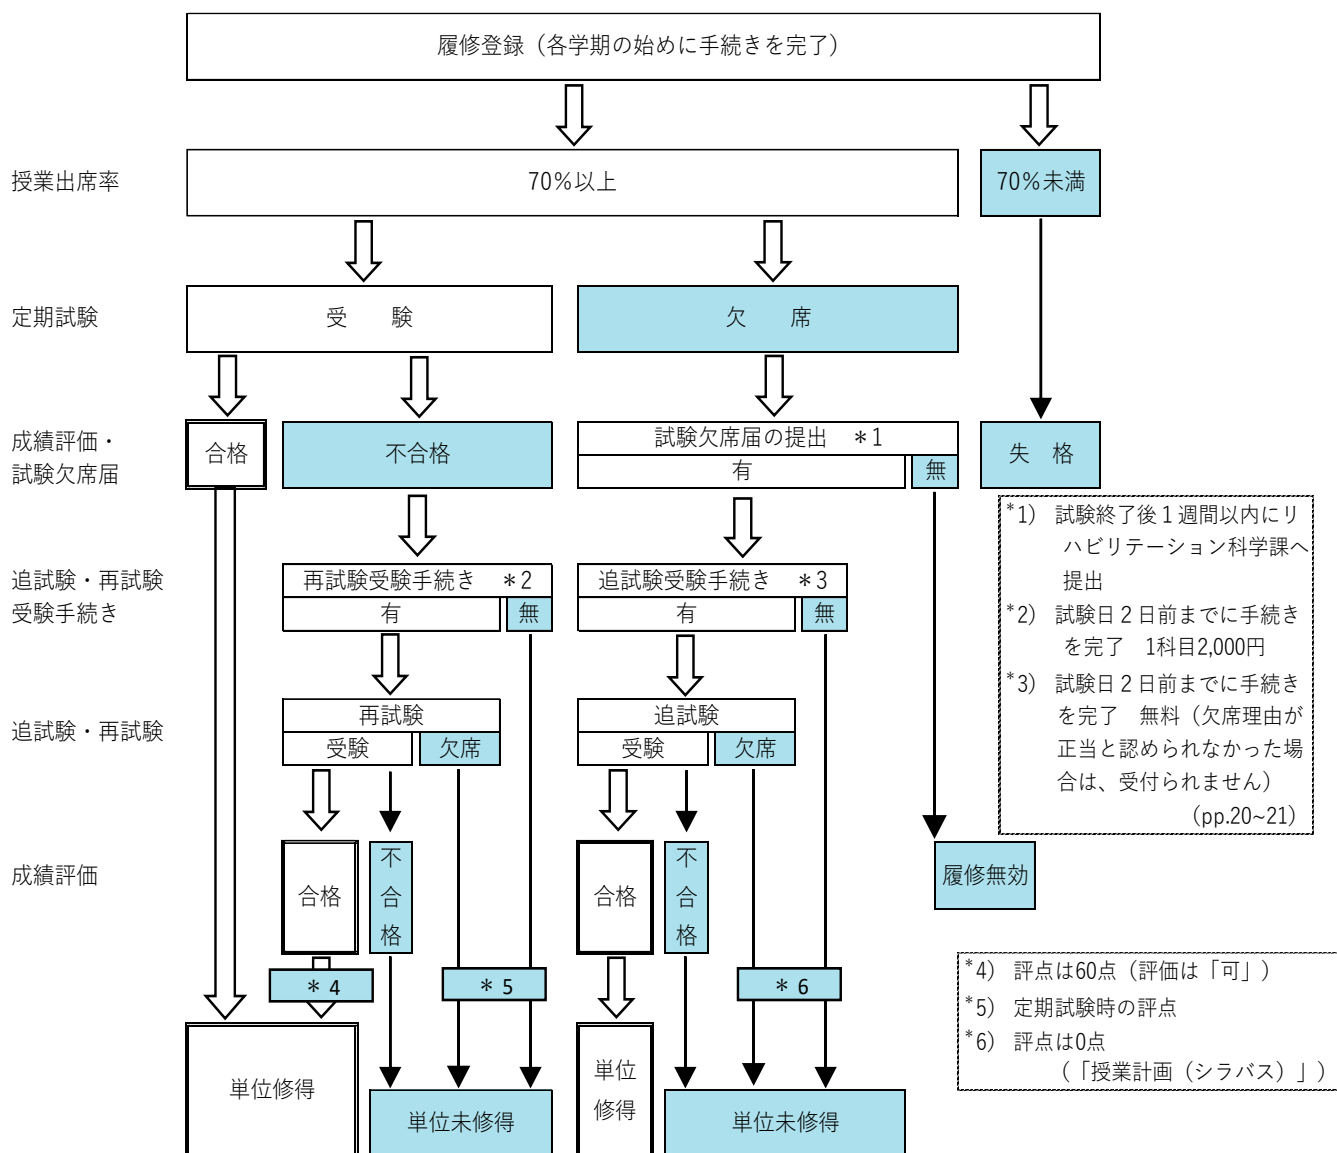 履修登録（各学期の始めに手続きを完了）
授業出席率
70％以上
70％未満
定期試験
受　　験
欠　　席
成績評価・
試験欠席届
合格
不合格
試験欠席届の提出　＊1
有
無
失　格
追試験・再試験
受験手続き
再試験受験手続き　＊2
有
無
追試験受験手続き　＊3
有
無
*1)　試験終了後１週間以内にリ
ハビリテーション科学課へ
提出
*2)　試験日２日前までに手続き
を完了　1科目2,000円
*3)　試験日２日前までに手続き
を完了　無料（欠席理由が
正当と認められなかった場
合は、受付られません）
(pp.20~21)
追試験・再試験
再試験
受験
欠席
追試験
受験
欠席
成績評価
合格
不
合
格
合格
不
合
格
履修無効
＊4
＊5
＊6
*4)　評点は60点（評価は「可」）
*5)　定期試験時の評点
*6)　評点は0点
（「授業計画（シラバス）」）
単位修得
単位未修得
単位
修得
単位未修得